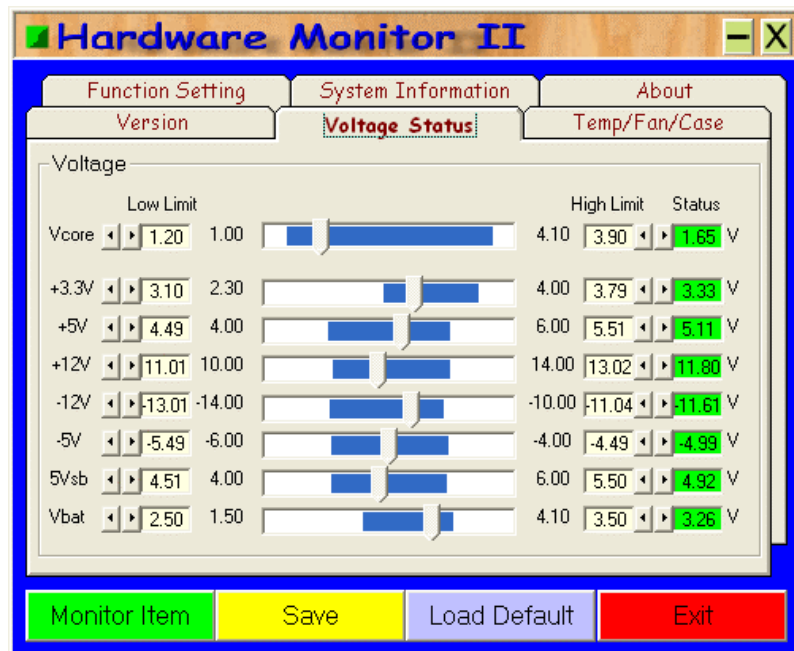 Hardware Monitor II
Function Setting System Information About
Version Voltage Status Temp/Fan/Case
Voltage
Low Limit High Limit Status
Vcore 1.20 1.00 4.10 3.90 1.65 V
+3.3V 3.10 2.30 4.00 3.79 3.33 V
+5V 4.49 4.00 6.00 5.51 5.11 V
+12V 11.01 10.00 14.00 13.02 11.80 V
-12V -13.01 -14.00 -10.00 -11.04 -11.61 V
-5V -5.49 -6.00 -4.00 -4.49 -4.99 V
5Vsb 4.51 4.00 6.00 5.50 4.92 V
Vbat 2.50 1.50 4.10 3.50 3.26 V
Monitor Item Save Load Default Exit